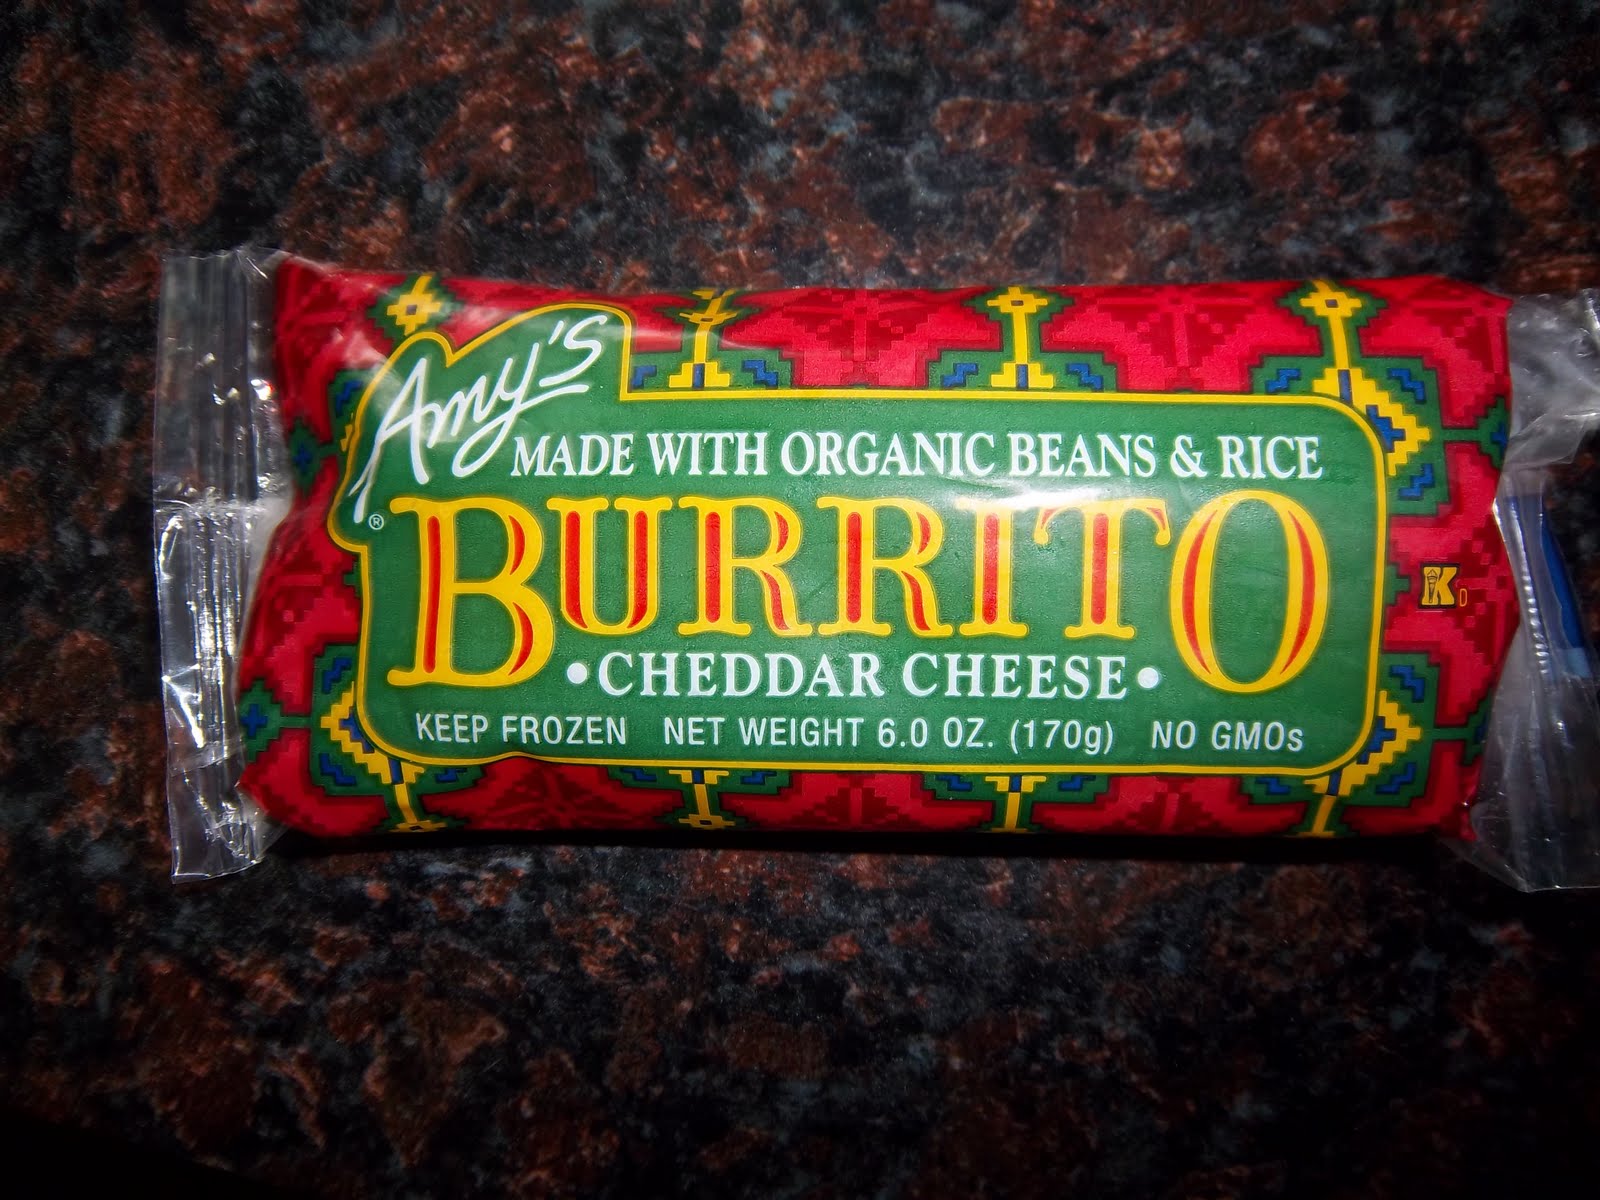 Amy's
®
MADE WITH ORGANIC BEANS & RICE
BURRITO
•CHEDDAR CHEESE•
KEEP FROZEN NET WEIGHT 6.0 OZ. (170g) NO GMOs
K D